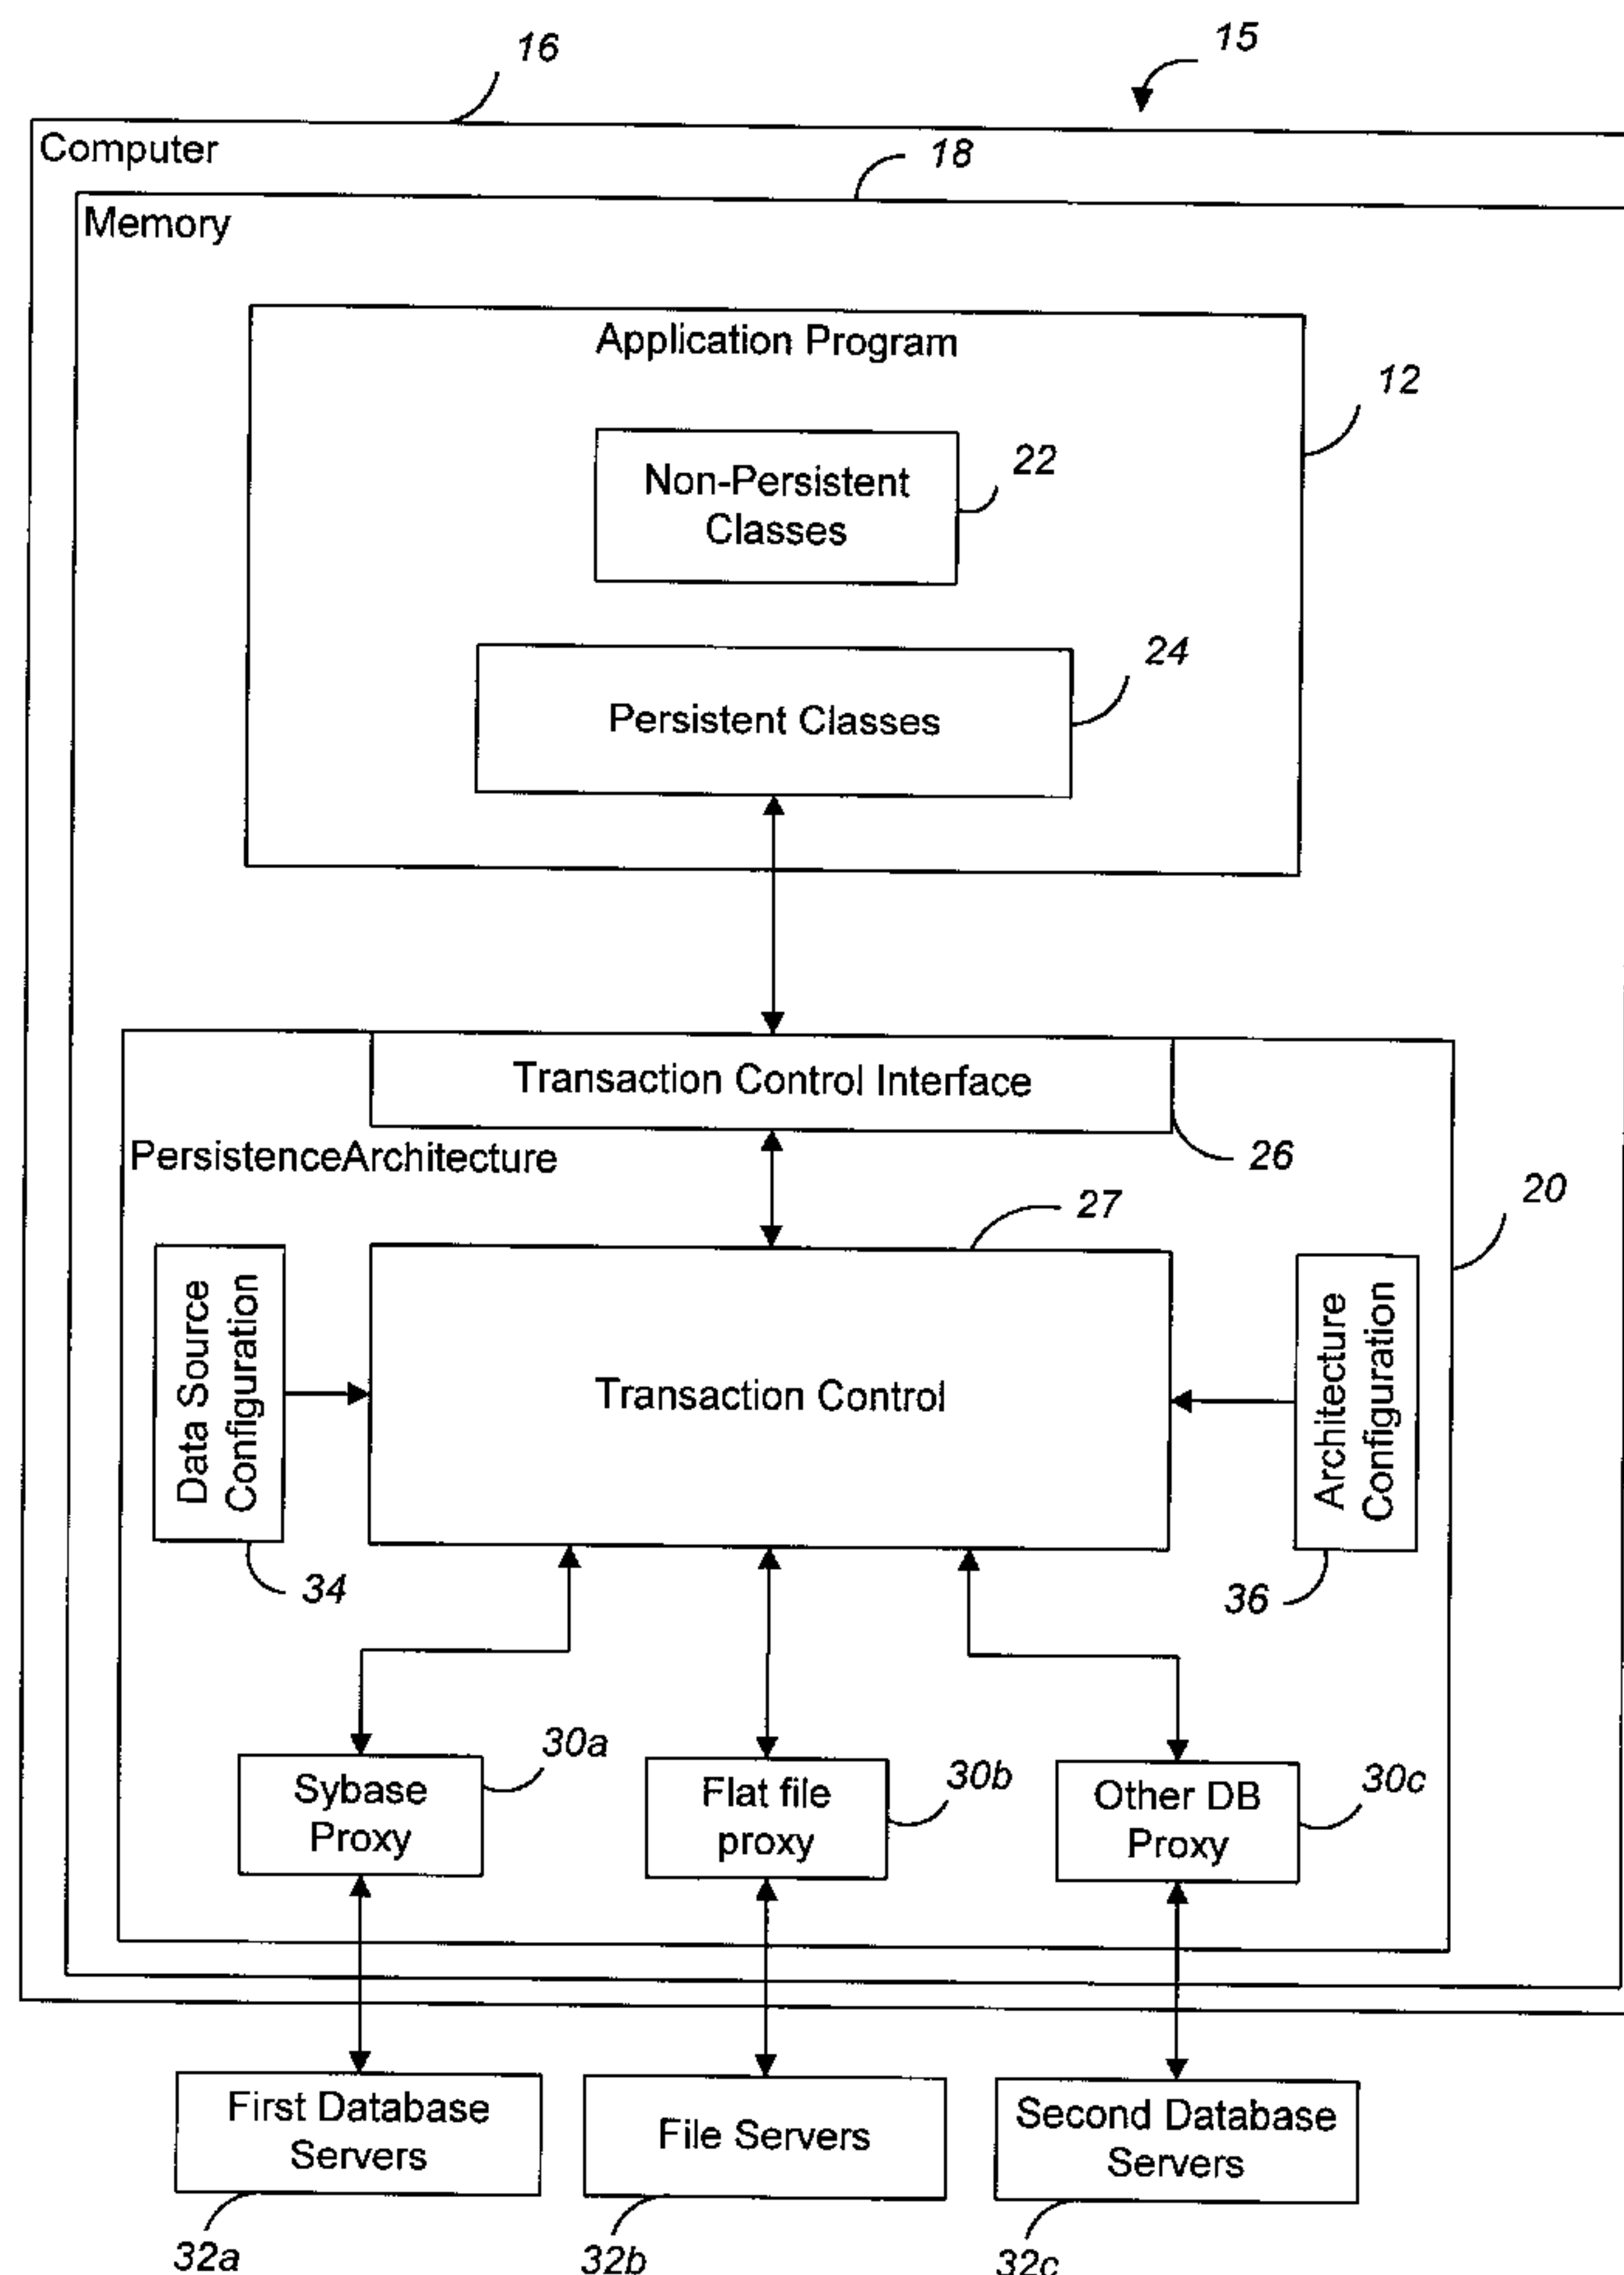 16
15
Computer
18
Memory
Application Program
12
Non-Persistent
Classes
22
24
Persistent Classes
Transaction Control Interface
PersistenceArchitecture
26
20
27
Data Source
Configuration
Transaction Control
Architecture
Configuration
34
36
Sybase
Proxy
30a
Flat file
proxy
30b
Other DB
Proxy
30c
First Database
Servers
File Servers
Second Database
Servers
32a
32b
32c